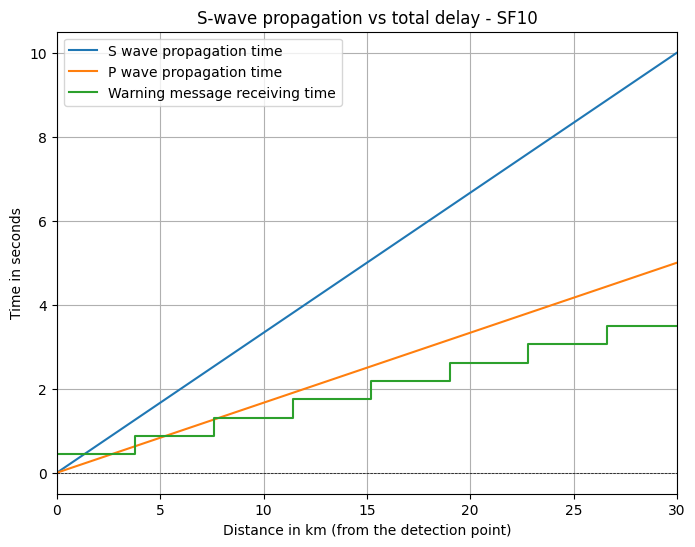 S-wave propagation vs total delay - SF10
S wave propagation time
P wave propagation time
Warning message receiving time
Time in seconds
10
8
6
4
2
0
0 5 10 15 20 25 30
Distance in km (from the detection point)